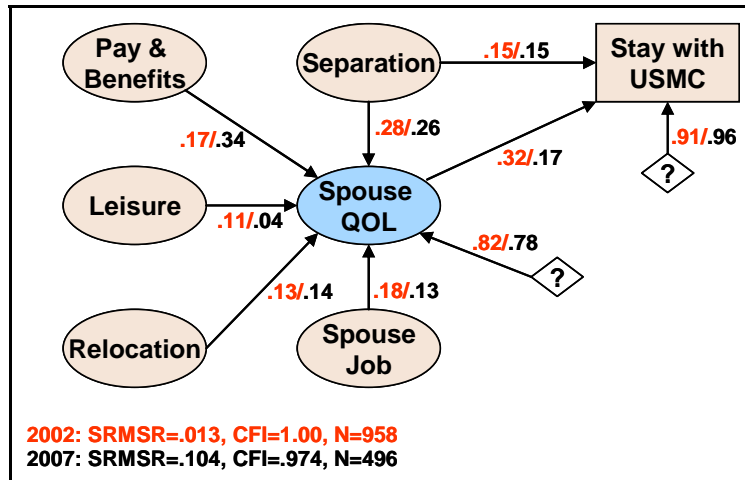 Pay &
Benefits
Separation
Stay with
USMC
.15/.15
.28/.26
.91/.96
.17/.34
.32/.17
?
Leisure
.11/.04
Spouse
QOL
.82/.78
?
.13/.14
.18/.13
Relocation
Spouse
Job
2002: SRMSR=.013, CFI=1.00, N=958
2007: SRMSR=.104, CFI=.974, N=496